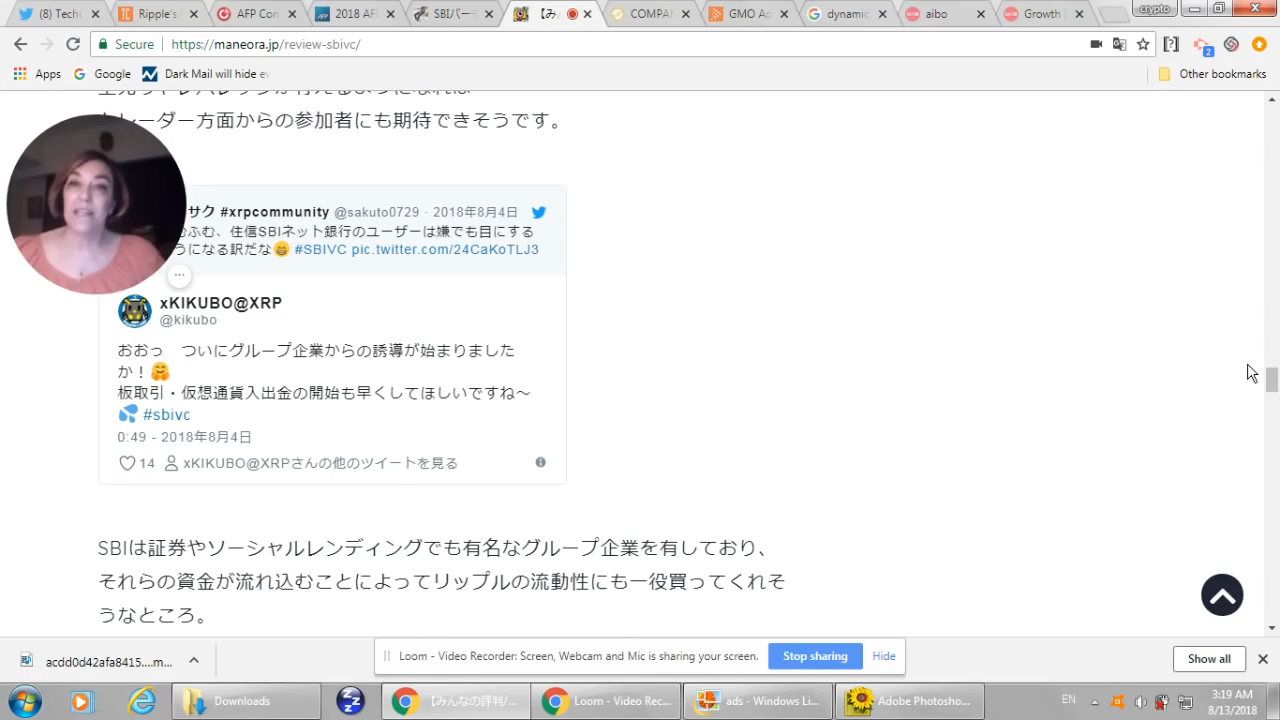 (8) Tech
Ripple's
AFP Con
2018 AF
SBIバー
【み
COMPA
GMO Ac
dynamic
aibo
Growth
crypto
Secure
https://maneora.jp/review-sbivc/
2
Apps
Google
Dark Mail will hide
Other bookmarks
レーダー方面からの参加者にも期待できそうです。
サク #xrpcommunity @sakuto0729 · 2018年8月4日
ふむ、住信SBIネット銀行のユーザーは嫌でも目にする
うになる訳だな😁 #SBIVC pic.twitter.com/24CaKoTLJ3
xKIKUBO@XRP
@kikubo
おおっ　ついにグループ企業からの誘導が始まりました
か！🤗
板取引・仮想通貨入出金の開始も早くしてほしいですね〜
💦 #sbivc
0:49 - 2018年8月4日
14 xKIKUBO@XRPさんの他のツイートを見る
SBIは証券やソーシャルレンディングでも有名なグループ企業を有しており、
それらの資金が流れ込むことによってリップルの流動性にも一役買ってくれそ
うなところ。
Loom - Video Recorder: Screen, Webcam and Mic is sharing your screen.
Stop sharing
Hide
acdd0d42afa8415....m...
Show all
Downloads
【みんなの評判/...
Loom - Video Rec...
ads - Windows Li...
Adobe Photosho...
EN
3:19 AM
8/13/2018